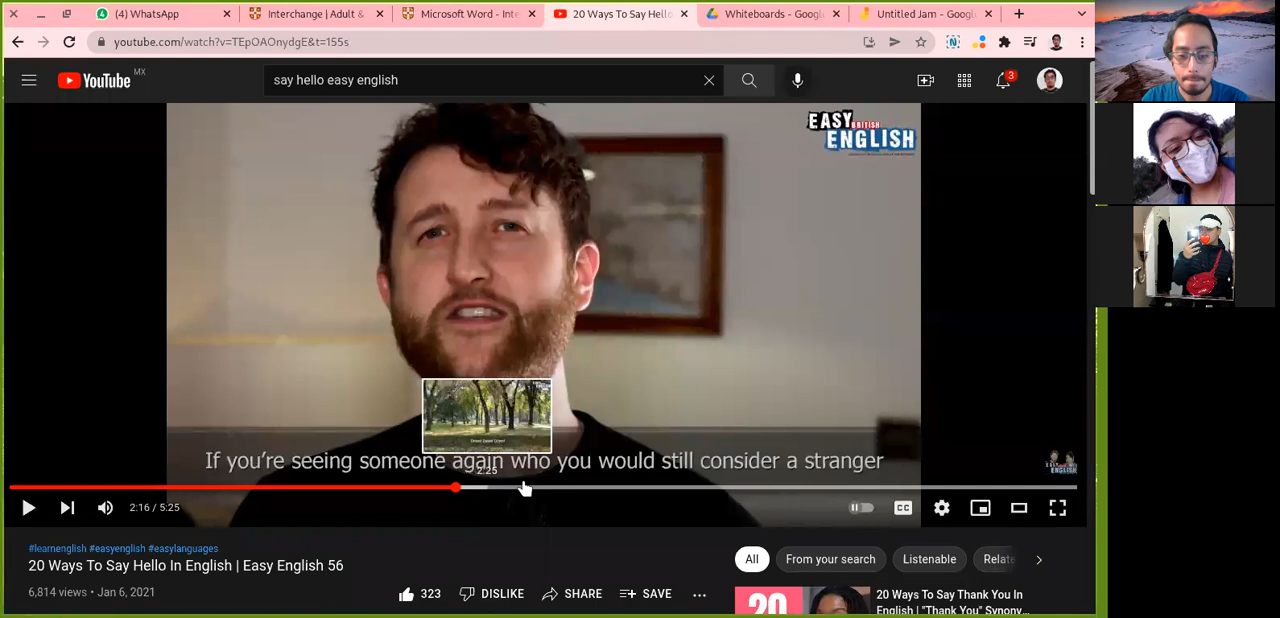 (4) WhatsApp
Interchange | Adult &
Microsoft Word - Inte
20 Ways To Say Hello
Whiteboards - Google
Untitled Jam - Google
youtube.com/watch?v=TEpOAOnydgE&t=155s
YouTube MX
say hello easy english
3
EASY BRITISH ENGLISH
If you're seeing someone again who you would still consider a stranger
2:25
2:16 / 5:25
CC
#learnenglish #easyenglish #easylanguages
20 Ways To Say Hello In English | Easy English 56
6,814 views • Jan 6, 2021
323
DISLIKE
SHARE
SAVE
All
From your search
Listenable
Relate
20
20 Ways To Say Thank You In
English | "Thank You" Synony...